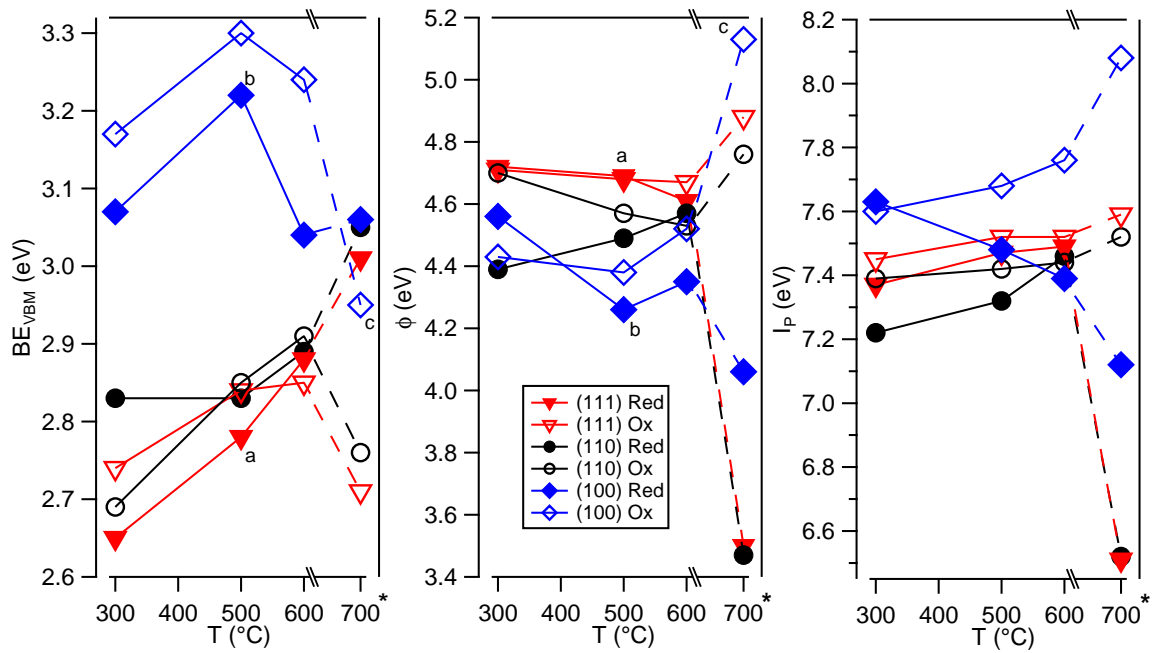 BE_VBM (eV)
3.3
3.2
3.1
3.0
2.9
2.8
2.7
2.6
b
a
c
300 400 500 600 700 *
T (°C)
ϕ (eV)
5.2
5.0
4.8
4.6
4.4
4.2
4.0
3.8
3.6
3.4
c
a
b
(111) Red
(111) Ox
(110) Red
(110) Ox
(100) Red
(100) Ox
300 400 500 600 700 *
T (°C)
I_P (eV)
8.2
8.0
7.8
7.6
7.4
7.2
7.0
6.8
6.6
300 400 500 600 700 *
T (°C)